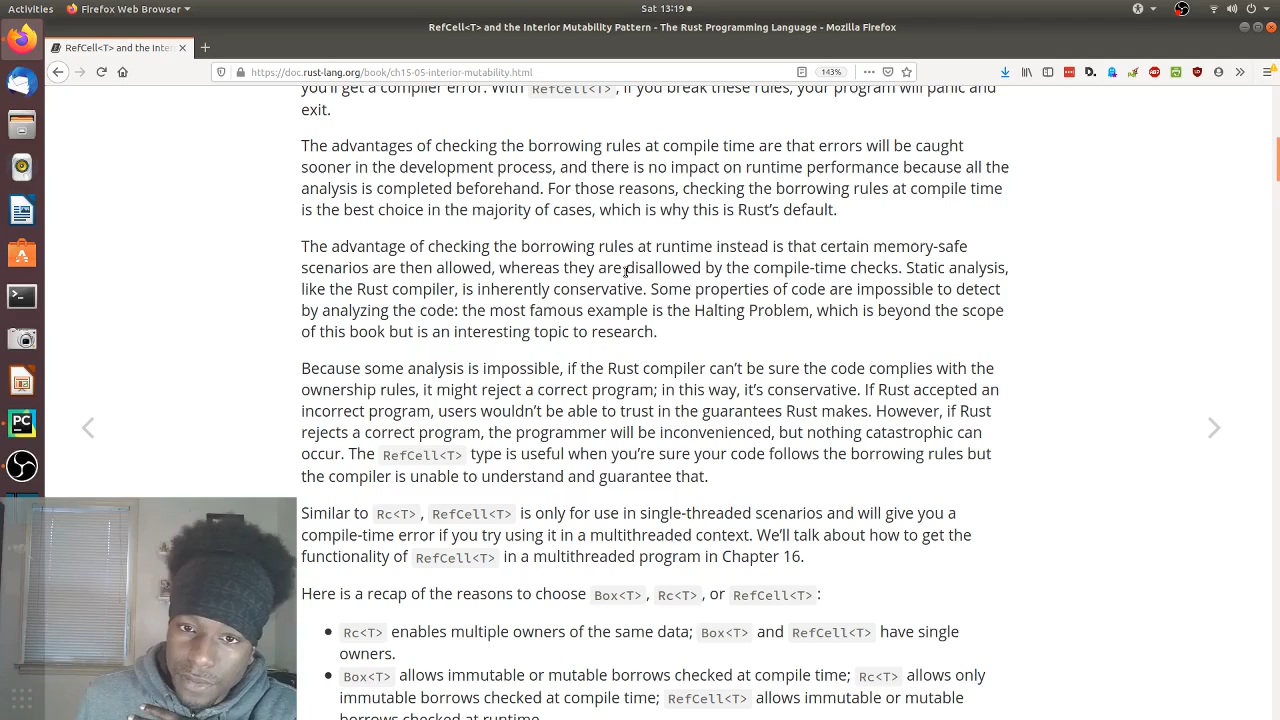 Activities
Firefox Web Browser
Sat 13:19
RefCell<T> and the Interior Mutability Pattern - The Rust Programming Language - Mozilla Firefox
RefCell<T> and the Inter
https://doc.rust-lang.org/book/ch15-05-interior-mutability.html
143%
you'll get a compiler error. With RefCell<T>, if you break these rules, your program will panic and
exit.
The advantages of checking the borrowing rules at compile time are that errors will be caught
sooner in the development process, and there is no impact on runtime performance because all the
analysis is completed beforehand. For those reasons, checking the borrowing rules at compile time
is the best choice in the majority of cases, which is why this is Rust’s default.
The advantage of checking the borrowing rules at runtime instead is that certain memory-safe
scenarios are then allowed, whereas they are disallowed by the compile-time checks. Static analysis,
like the Rust compiler, is inherently conservative. Some properties of code are impossible to detect
by analyzing the code: the most famous example is the Halting Problem, which is beyond the scope
of this book but is an interesting topic to research.
Because some analysis is impossible, if the Rust compiler can’t be sure the code complies with the
ownership rules, it might reject a correct program; in this way, it’s conservative. If Rust accepted an
incorrect program, users wouldn’t be able to trust in the guarantees Rust makes. However, if Rust
rejects a correct program, the programmer will be inconvenienced, but nothing catastrophic can
occur. The RefCell<T> type is useful when you’re sure your code follows the borrowing rules but
the compiler is unable to understand and guarantee that.
Similar to Rc<T>, RefCell<T> is only for use in single-threaded scenarios and will give you a
compile-time error if you try using it in a multithreaded context. We’ll talk about how to get the
functionality of RefCell<T> in a multithreaded program in Chapter 16.
Here is a recap of the reasons to choose Box<T>, Rc<T>, or RefCell<T>:
Rc<T> enables multiple owners of the same data; Box<T> and RefCell<T> have single
owners.
Box<T> allows immutable or mutable borrows checked at compile time; Rc<T> allows only
immutable borrows checked at compile time; RefCell<T> allows immutable or mutable
borrows checked at runtime.